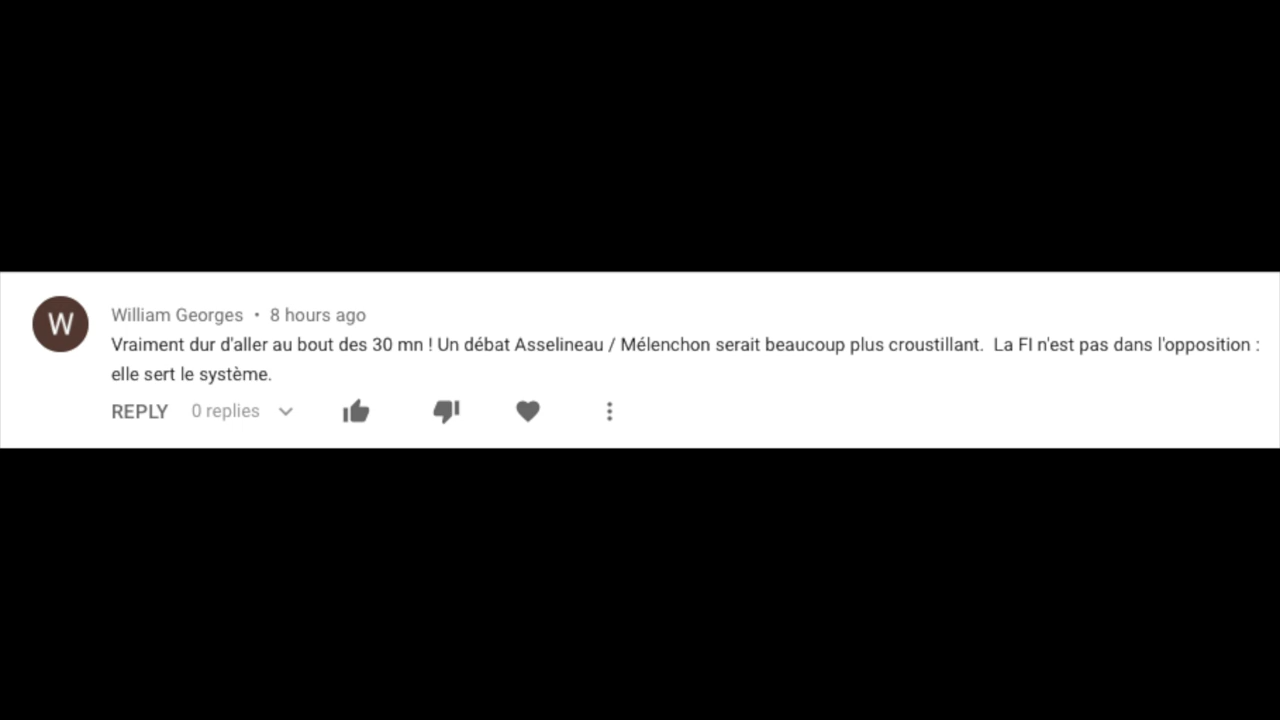 W
William Georges • 8 hours ago
Vraiment dur d'aller au bout des 30 mn ! Un débat Asselineau / Mélenchon serait beaucoup plus croustillant.  La FI n'est pas dans l'opposition :
elle sert le système.
REPLY 0 replies